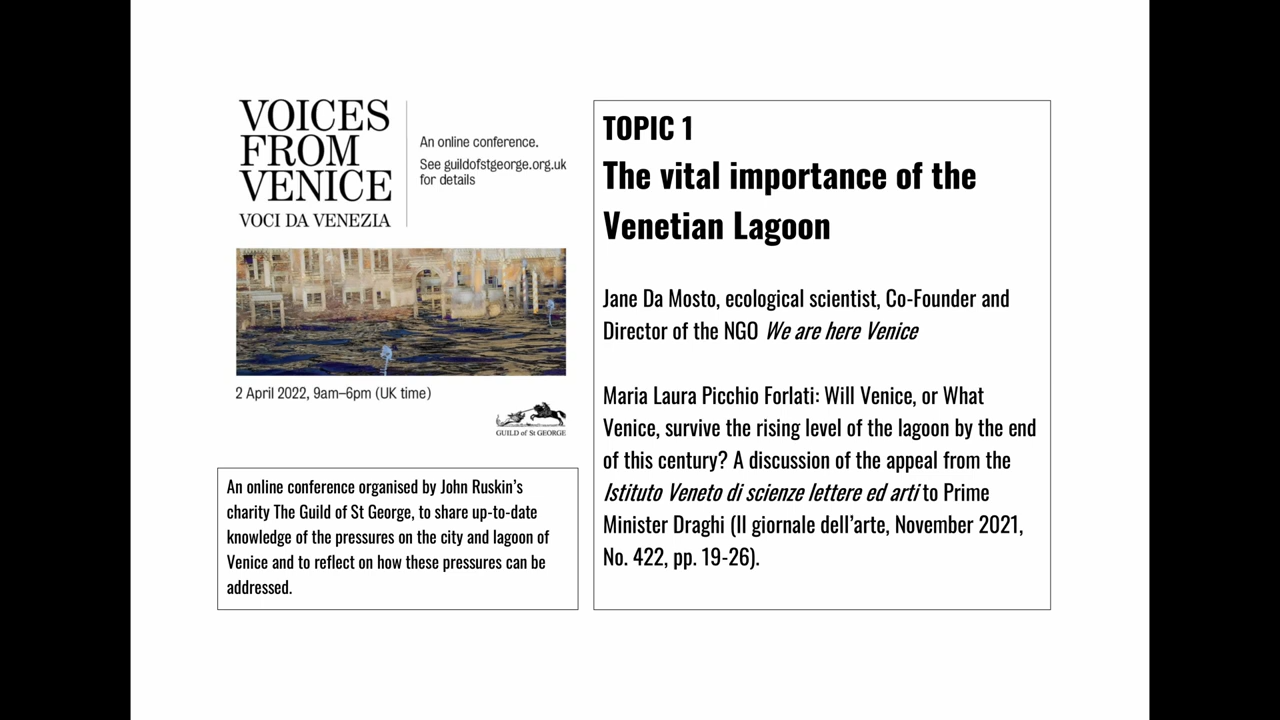 VOICES
FROM
VENICE
VOCI DA VENEZIA
An online conference.
See guildofstgeorge.org.uk
for details
2 April 2022, 9am–6pm (UK time)
GUILD of St GEORGE
An online conference organised by John Ruskin’s
charity The Guild of St George, to share up-to-date
knowledge of the pressures on the city and lagoon of
Venice and to reflect on how these pressures can be
addressed.
TOPIC 1
The vital importance of the
Venetian Lagoon
Jane Da Mosto, ecological scientist, Co-Founder and
Director of the NGO We are here Venice
Maria Laura Picchio Forlati: Will Venice, or What
Venice, survive the rising level of the lagoon by the end
of this century? A discussion of the appeal from the
Istituto Veneto di scienze lettere ed arti to Prime
Minister Draghi (Il giornale dell’arte, November 2021,
No. 422, pp. 19-26).